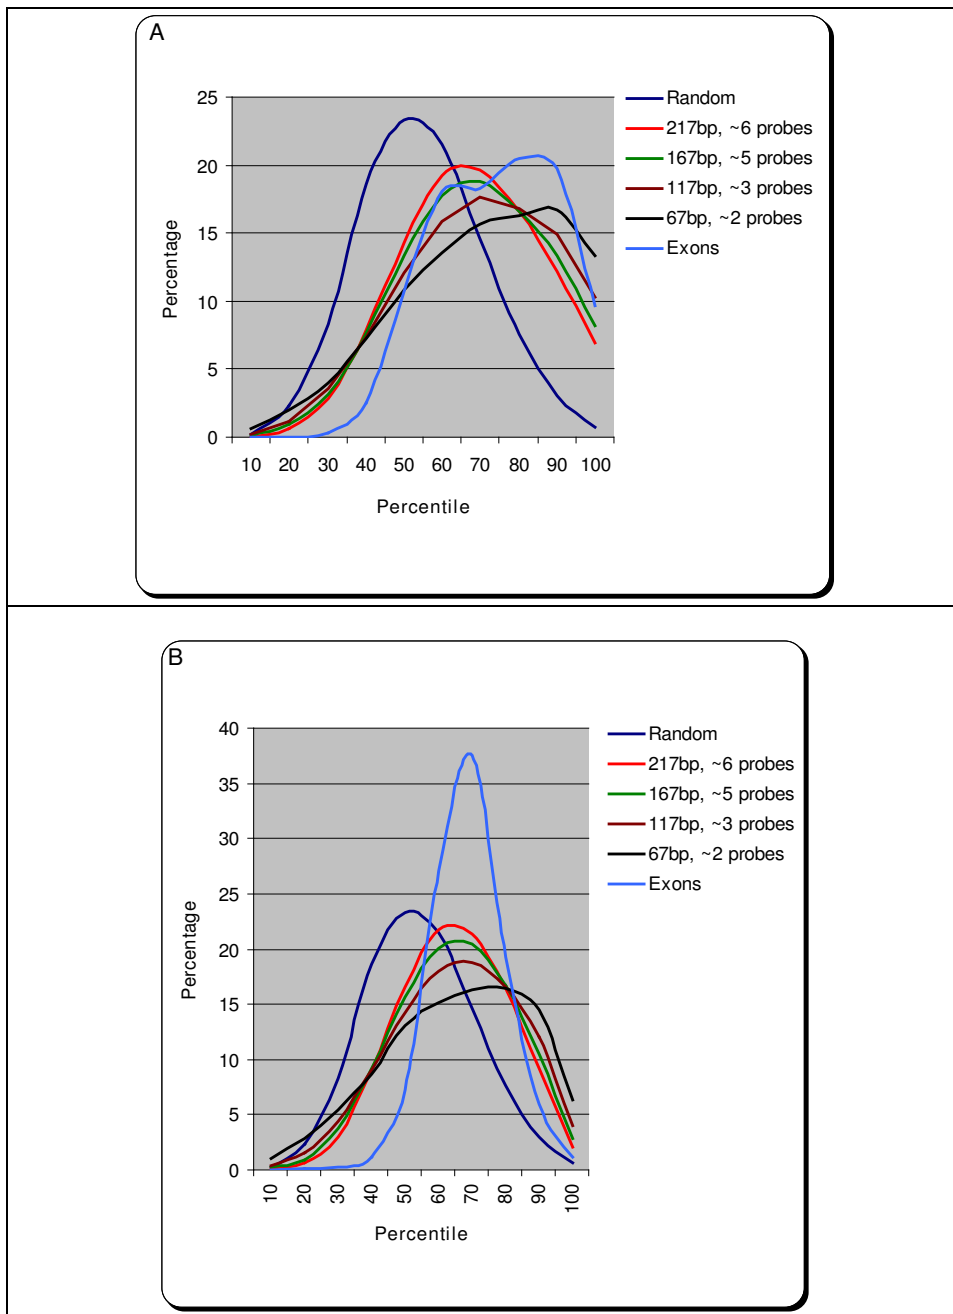 A
25
20
15
10
5
0
Percentage
10 20 30 40 50 60 70 80 90 100
Percentile
Random
217bp, ~6 probes
167bp, ~5 probes
117bp, ~3 probes
67bp, ~2 probes
Exons
B
40
35
30
25
20
15
10
5
0
Percentage
10 20 30 40 50 60 70 80 90 100
Percentile
Random
217bp, ~6 probes
167bp, ~5 probes
117bp, ~3 probes
67bp, ~2 probes
Exons